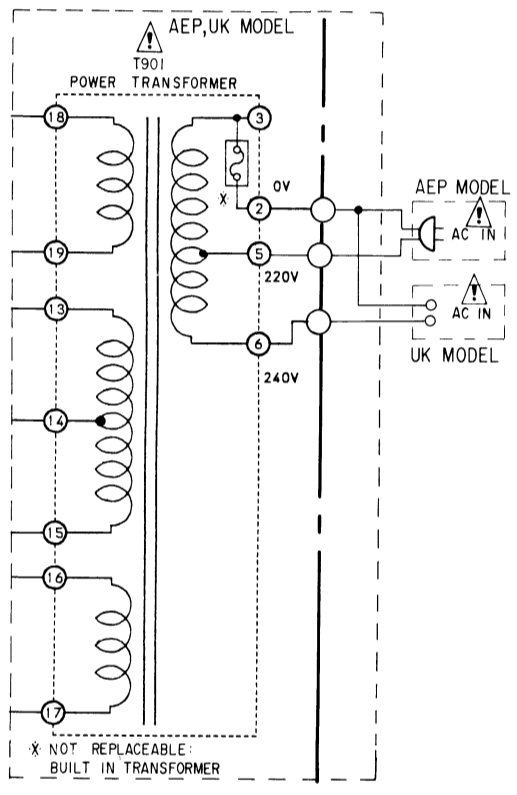 AEP,UK MODEL
T901
POWER TRANSFORMER
18
3
0V
2
AEP MODEL
AC IN
19
5
220V
13
AC IN
6
UK MODEL
240V
14
15
16
17
※ NOT REPLACEABLE:
BUILT IN TRANSFORMER